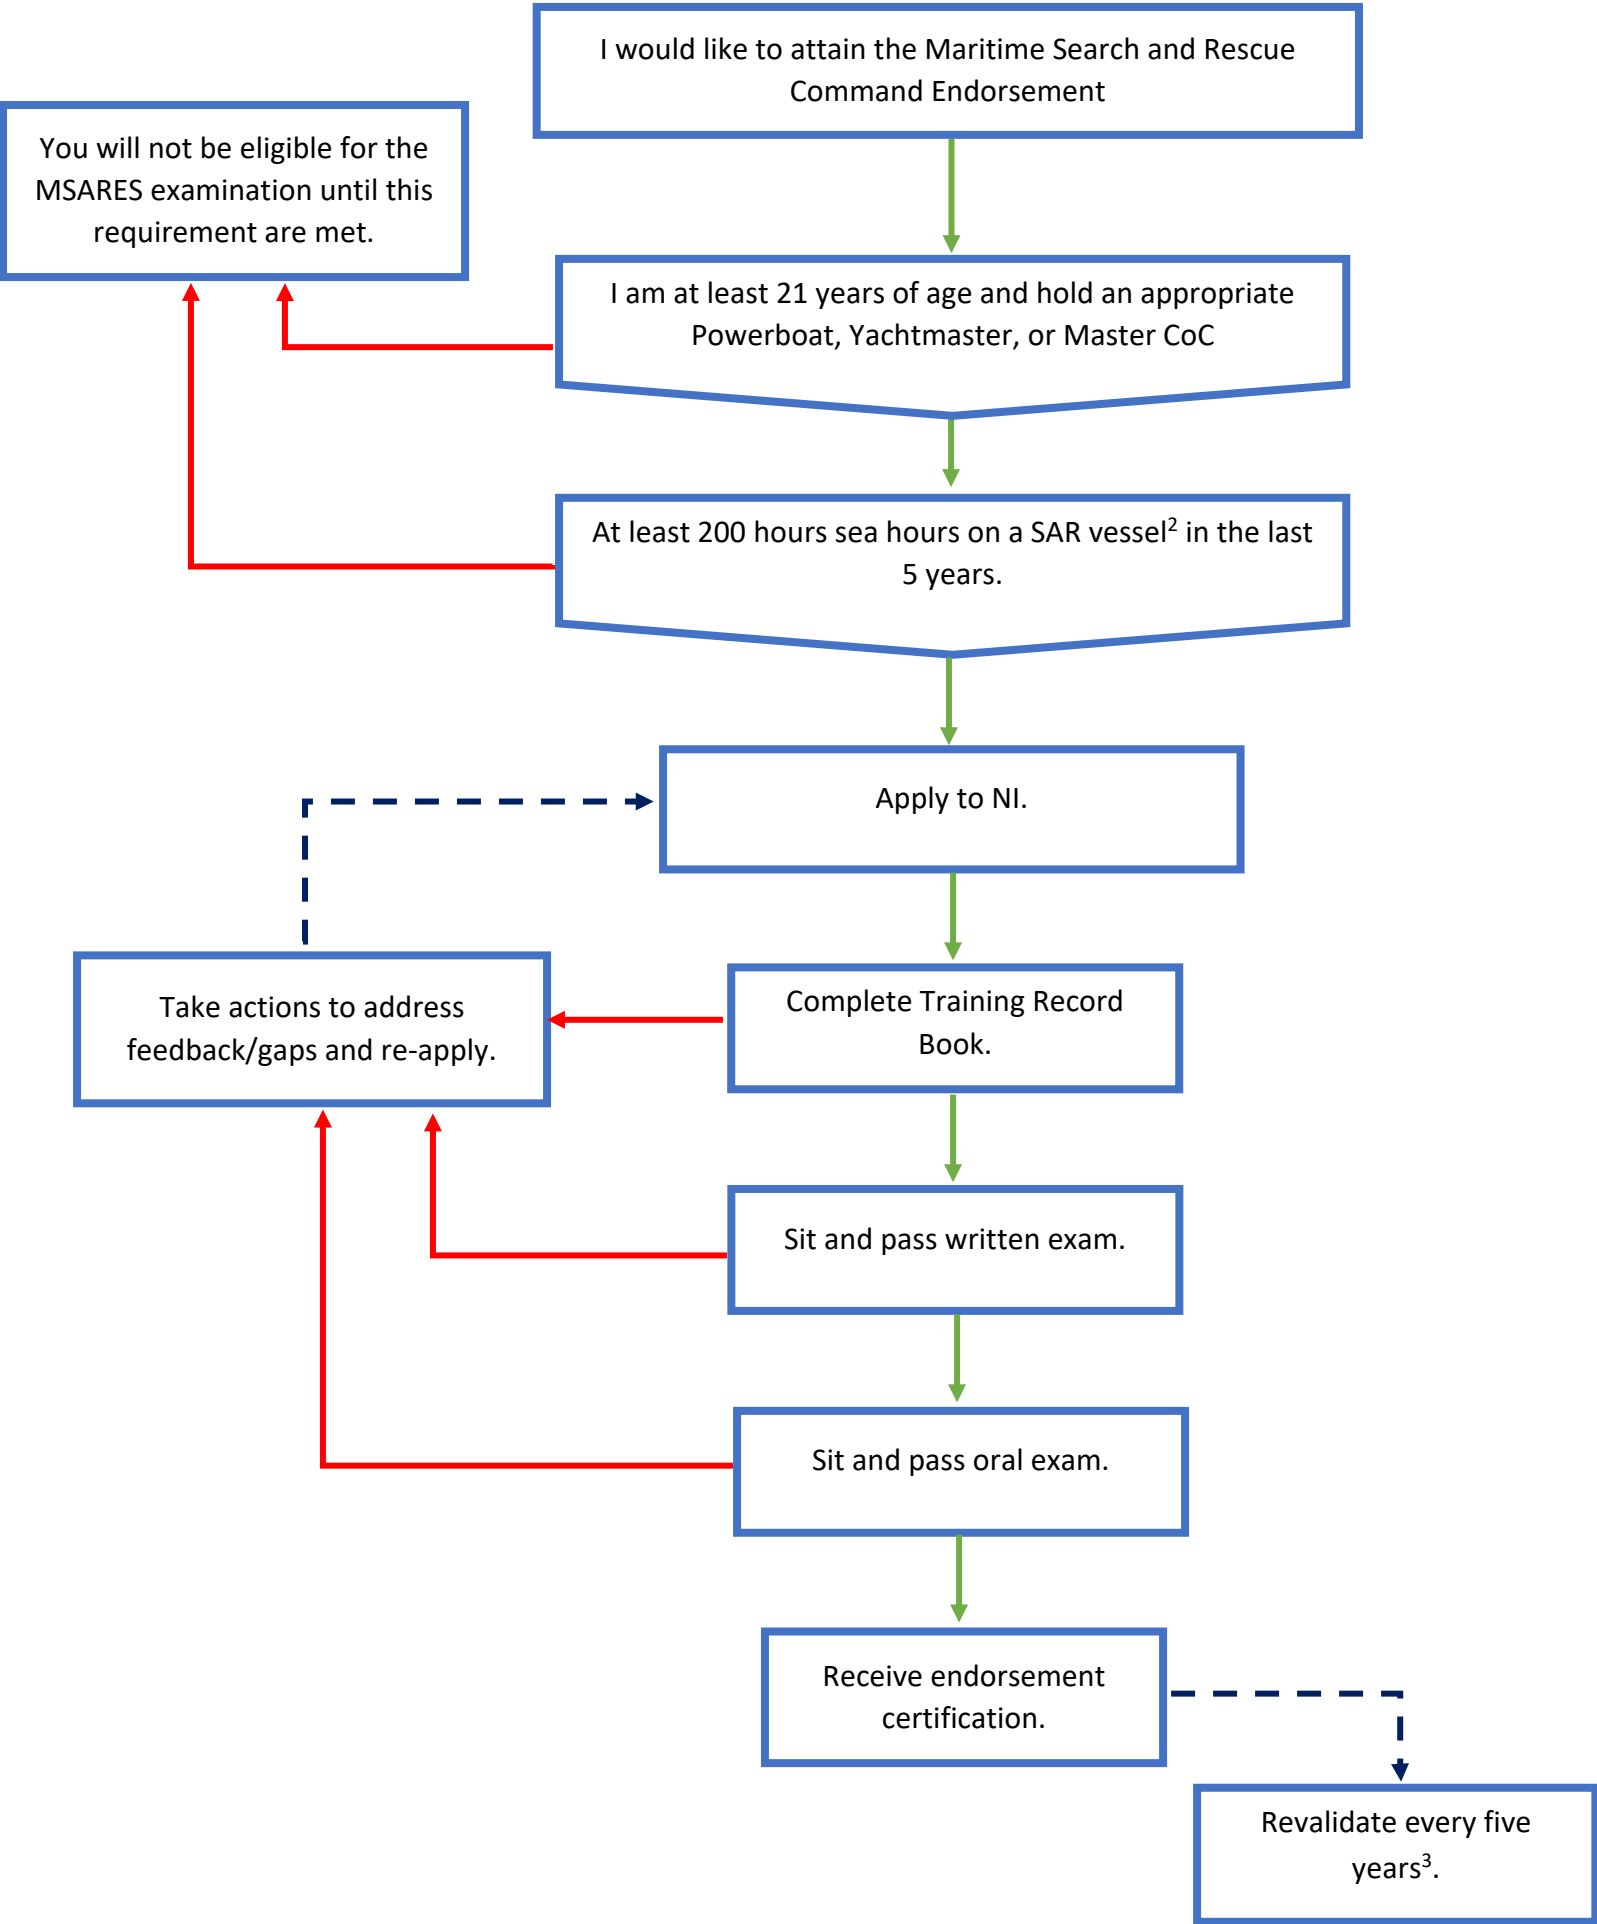 I would like to attain the Maritime Search and Rescue
Command Endorsement
You will not be eligible for the
MSARES examination until this
requirement are met.
I am at least 21 years of age and hold an appropriate
Powerboat, Yachtmaster, or Master CoC
At least 200 hours sea hours on a SAR vessel² in the last
5 years.
Apply to NI.
Take actions to address
feedback/gaps and re-apply.
Complete Training Record
Book.
Sit and pass written exam.
Sit and pass oral exam.
Receive endorsement
certification.
Revalidate every five
years³.